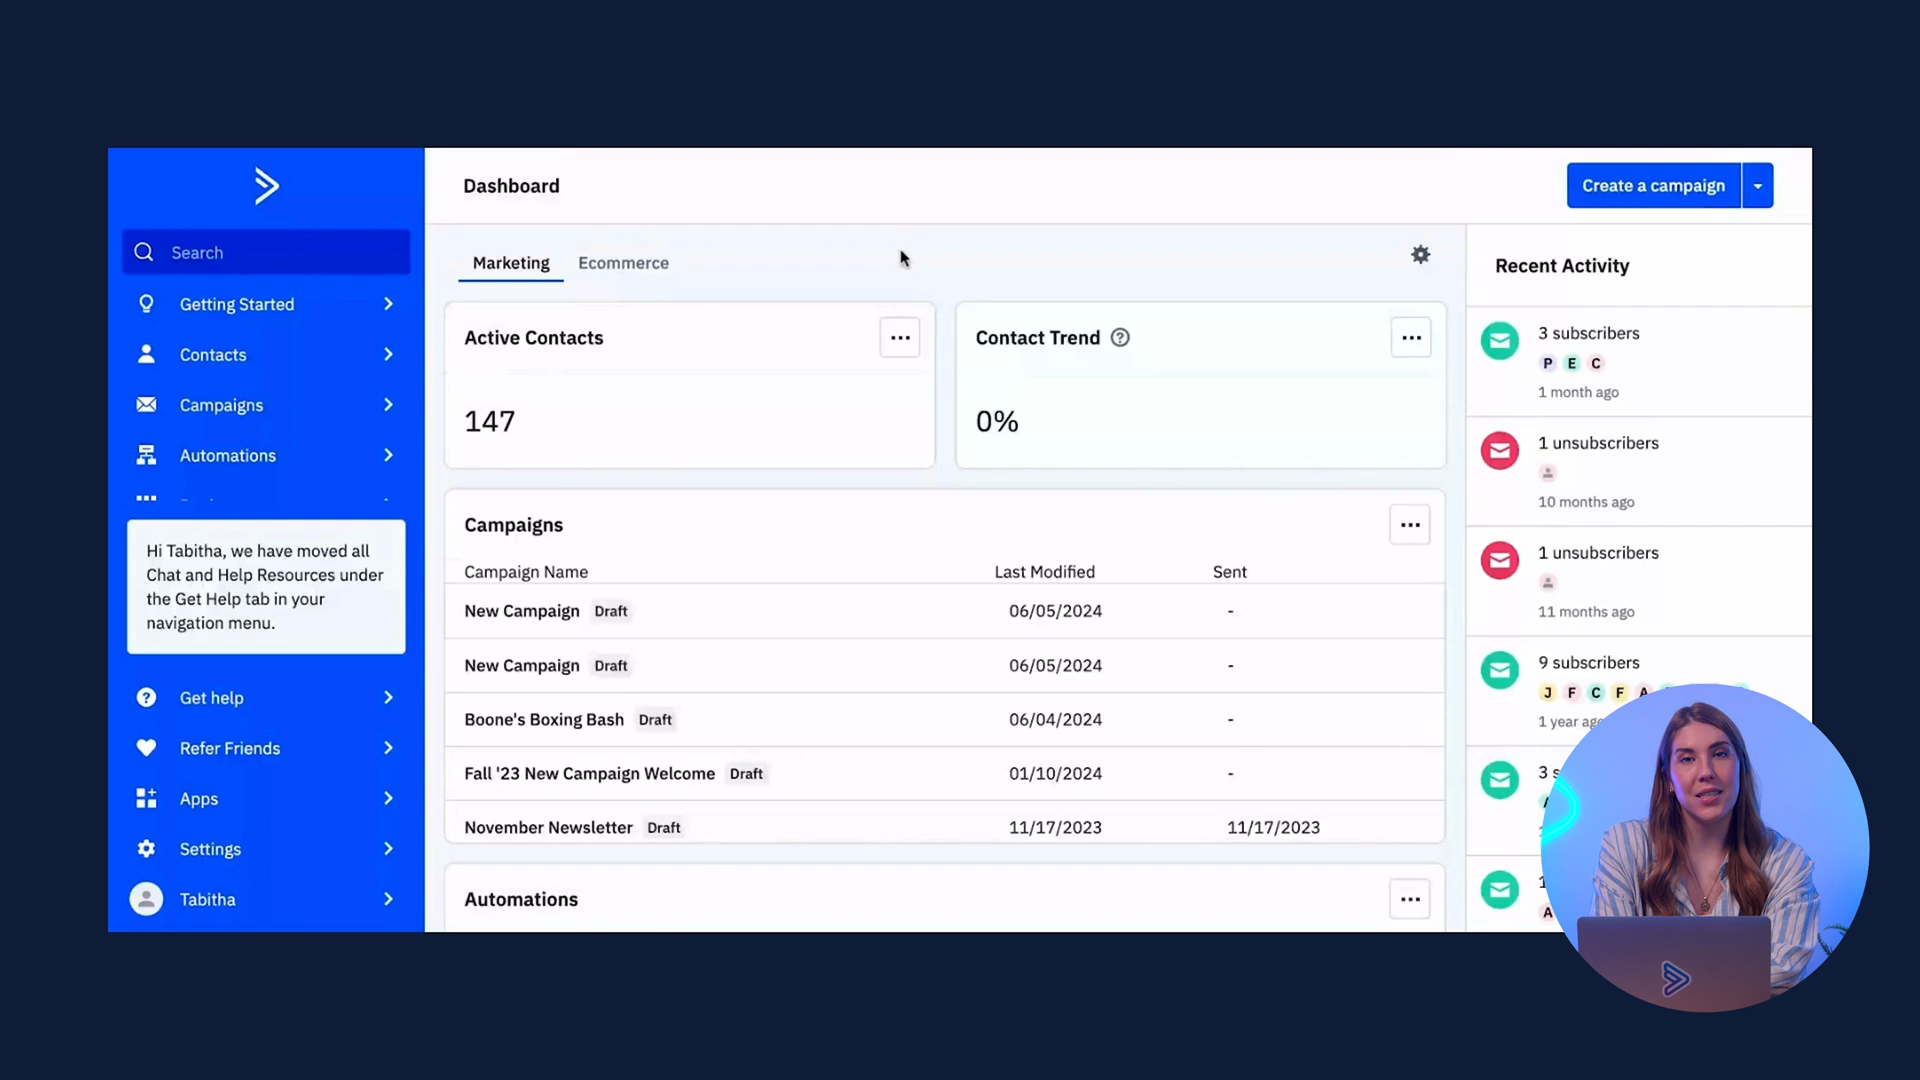 Search
Getting Started
Contacts
Campaigns
Automations
Hi Tabitha, we have moved all
Chat and Help Resources under
the Get Help tab in your
navigation menu.
Get help
Refer Friends
Apps
Settings
Tabitha
Dashboard
Create a campaign
Marketing Ecommerce
Active Contacts
147
Contact Trend ?
0%
Campaigns
Campaign Name Last Modified Sent
New Campaign Draft 06/05/2024 -
New Campaign Draft 06/05/2024 -
Boone's Boxing Bash Draft 06/04/2024 -
Fall '23 New Campaign Welcome Draft 01/10/2024 -
November Newsletter Draft 11/17/2023 11/17/2023
Automations
Recent Activity
3 subscribers
P E C
1 month ago
1 unsubscribers
10 months ago
1 unsubscribers
11 months ago
9 subscribers
J F C F A
1 year ago
3
1
A